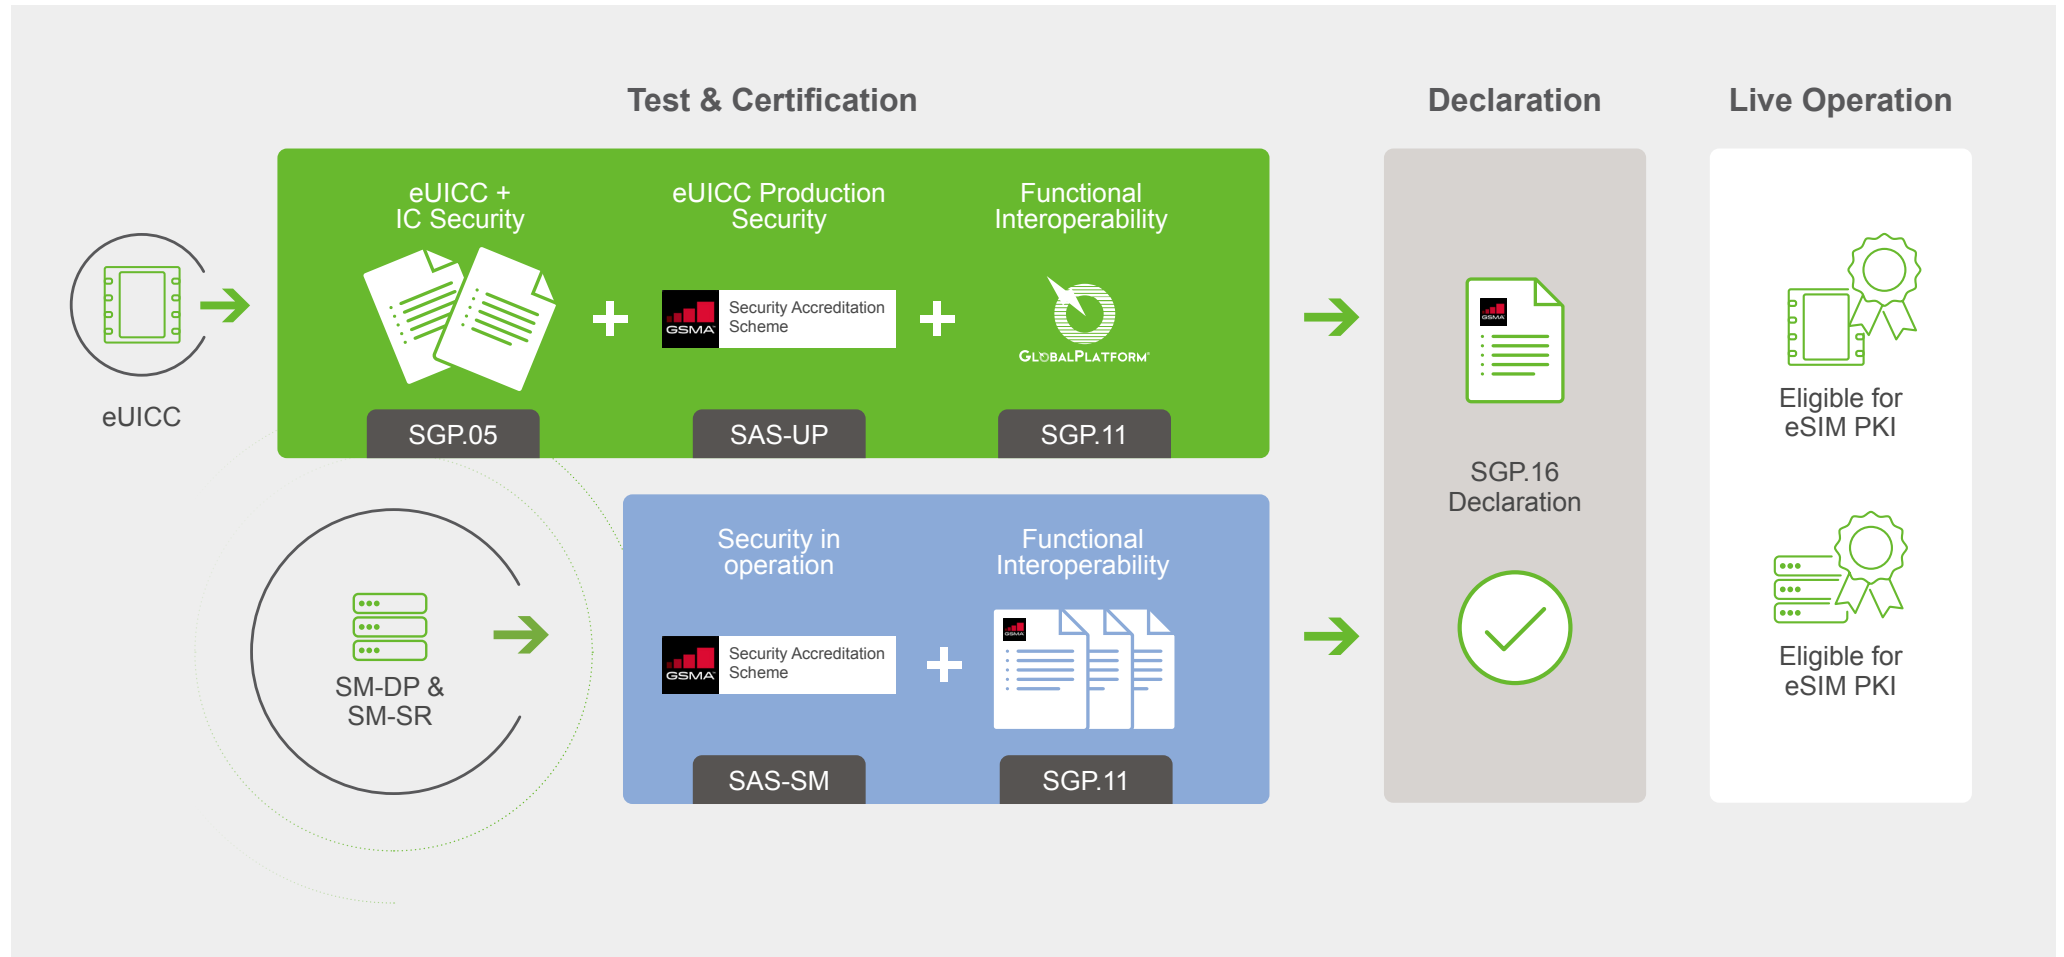 Test & Certification
Declaration
Live Operation
eUICC +
IC Security
eUICC Production
Security
Functional
Interoperability
GSMA
Security Accreditation
Scheme
GLOBALPLATFORM
eUICC
SGP.05
SAS-UP
SGP.11
GSMA
SGP.16
Declaration
Eligible for
eSIM PKI
Security in
operation
Functional
Interoperability
SM-DP &
SM-SR
GSMA
Security Accreditation
Scheme
GSMA
SAS-SM
SGP.11
Eligible for
eSIM PKI